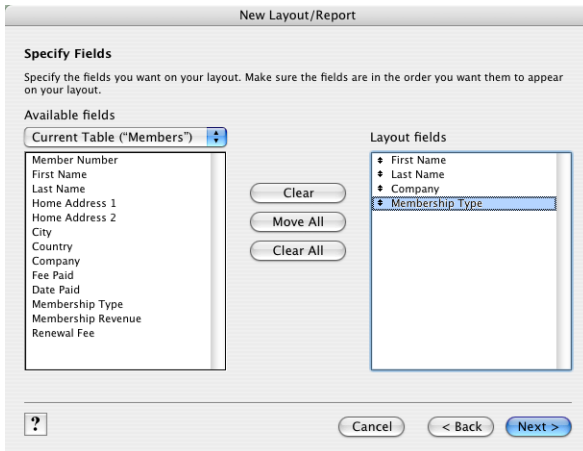 New Layout/Report
Specify Fields
Specify the fields you want on your layout. Make sure the fields are in the order you want them to appear
on your layout.
Available fields
Current Table ("Members")
Member Number
First Name
Last Name
Home Address 1
Home Address 2
City
Country
Company
Fee Paid
Date Paid
Membership Type
Membership Revenue
Renewal Fee
Clear
Move All
Clear All
Layout fields
First Name
Last Name
Company
Membership Type
?
Cancel
< Back
Next >